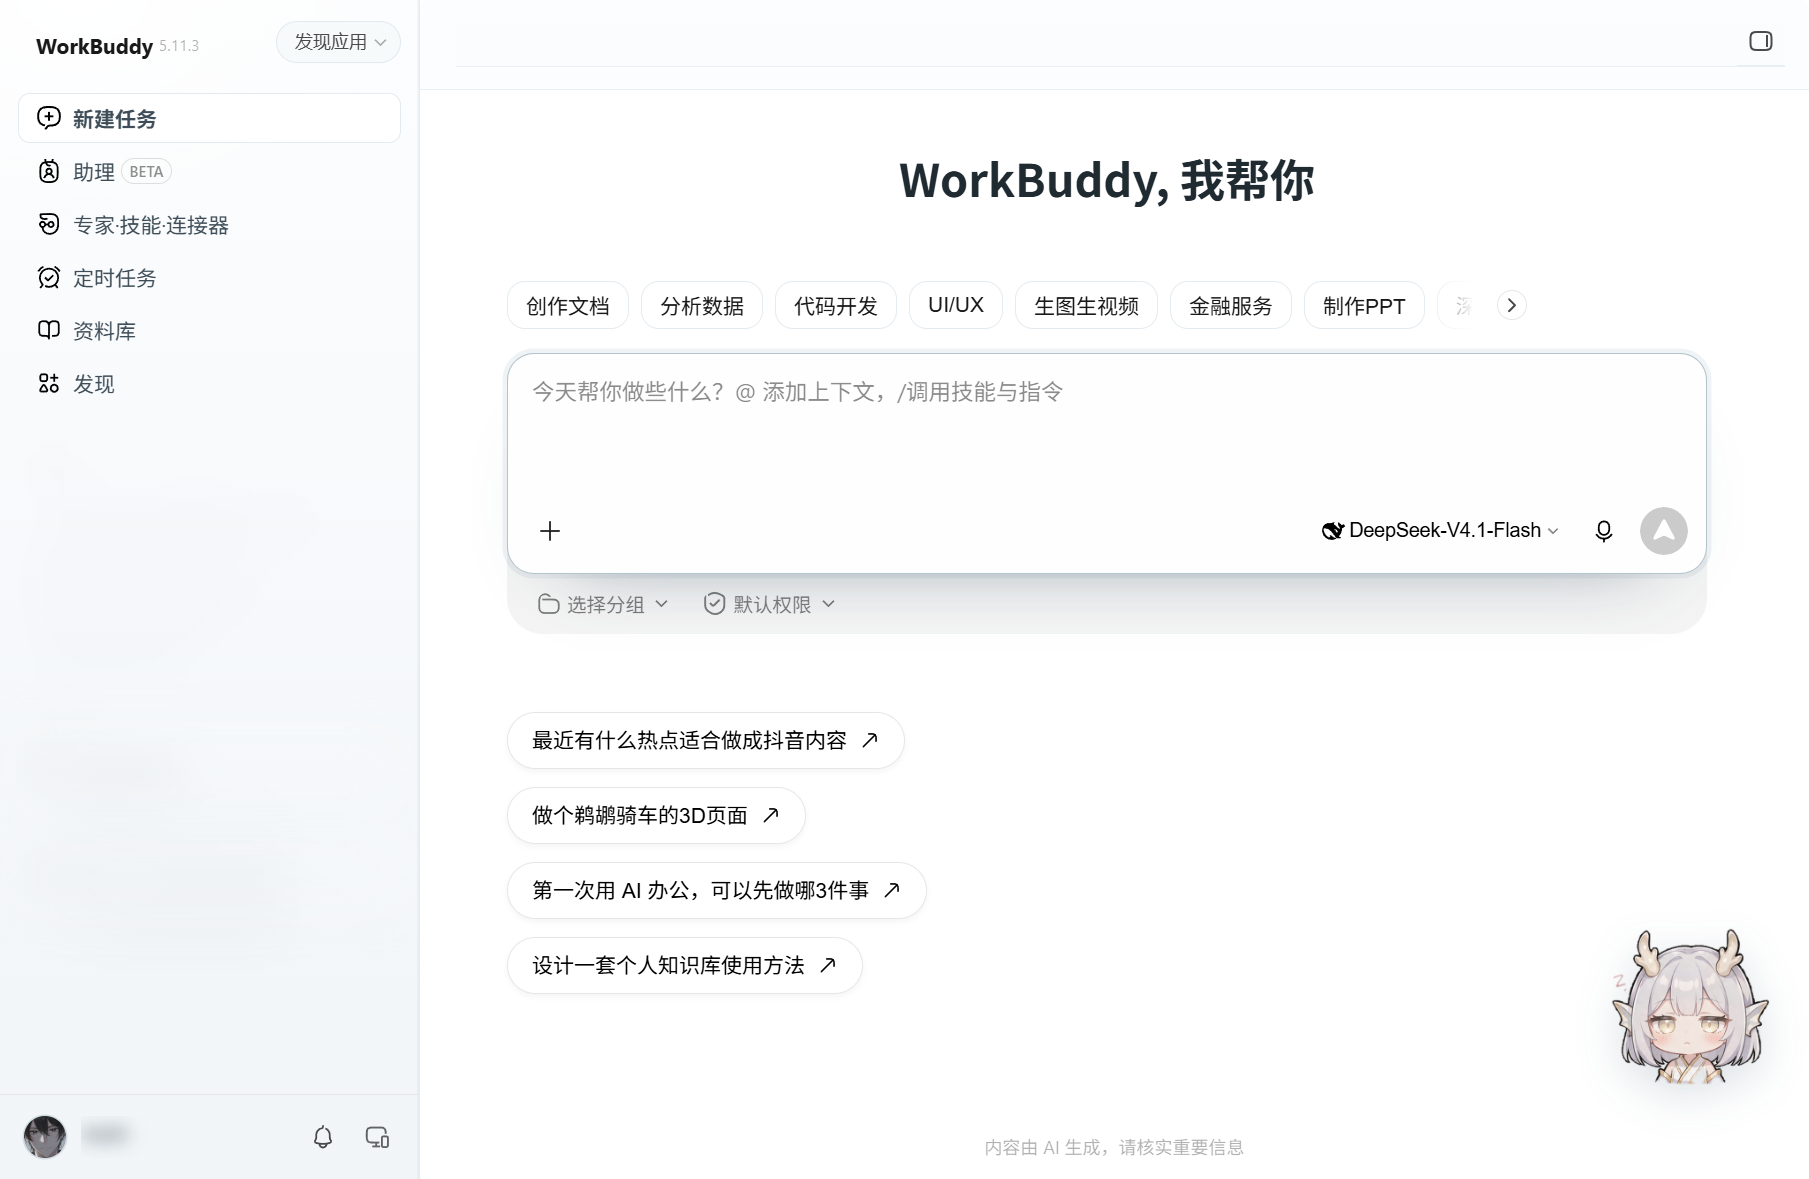 WorkBuddy 5.11.3
发现应用
新建任务
助理 BETA
专家·技能·连接器
定时任务
资料库
发现
WorkBuddy, 我帮你
创作文档
分析数据
代码开发
UI/UX
生图生视频
金融服务
制作PPT
今天帮你做些什么？@ 添加上下文，/调用技能与指令
DeepSeek-V4.1-Flash
选择分组
默认权限
最近有什么热点适合做成抖音内容
做个鹈鹕骑车的3D页面
第一次用 AI 办公，可以先做哪3件事
设计一套个人知识库使用方法
内容由 AI 生成，请核实重要信息